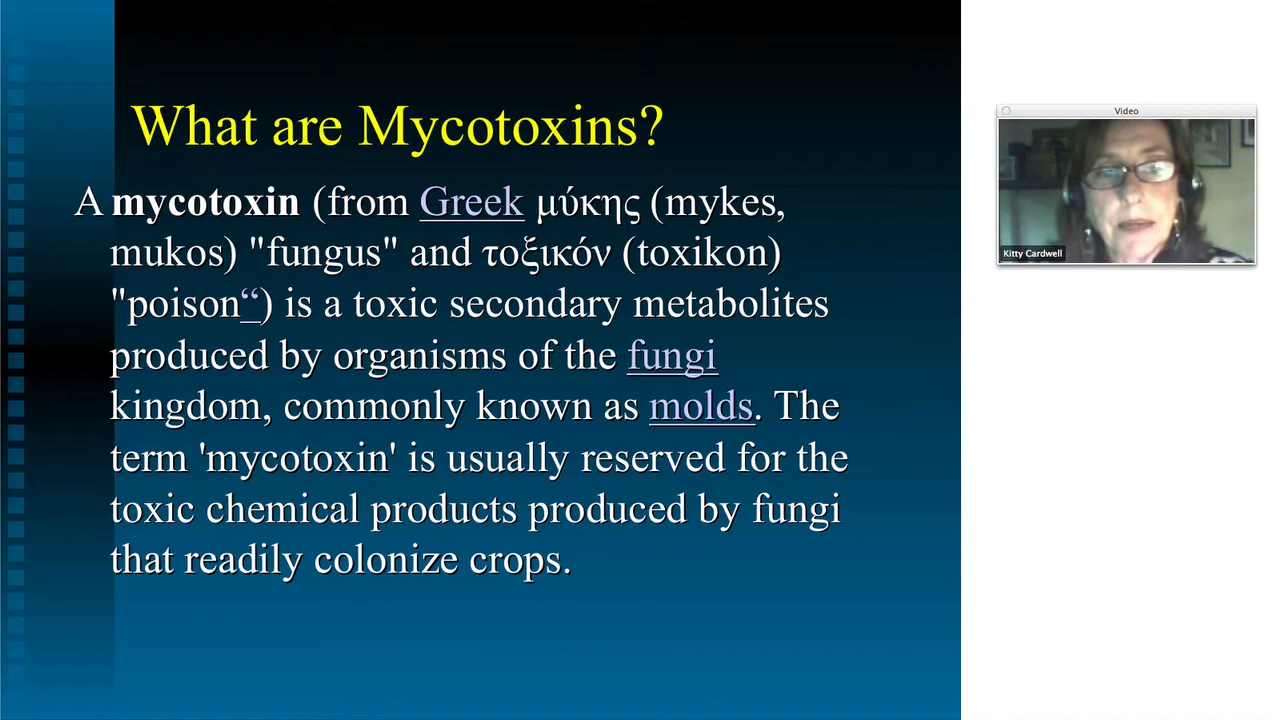 What are Mycotoxins?
A mycotoxin (from Greek μύκης (mykes,
mukos) "fungus" and τοξικόν (toxikon)
"poison“) is a toxic secondary metabolites
produced by organisms of the fungi
kingdom, commonly known as molds. The
term 'mycotoxin' is usually reserved for the
toxic chemical products produced by fungi
that readily colonize crops.
Video
Kitty Cardwell